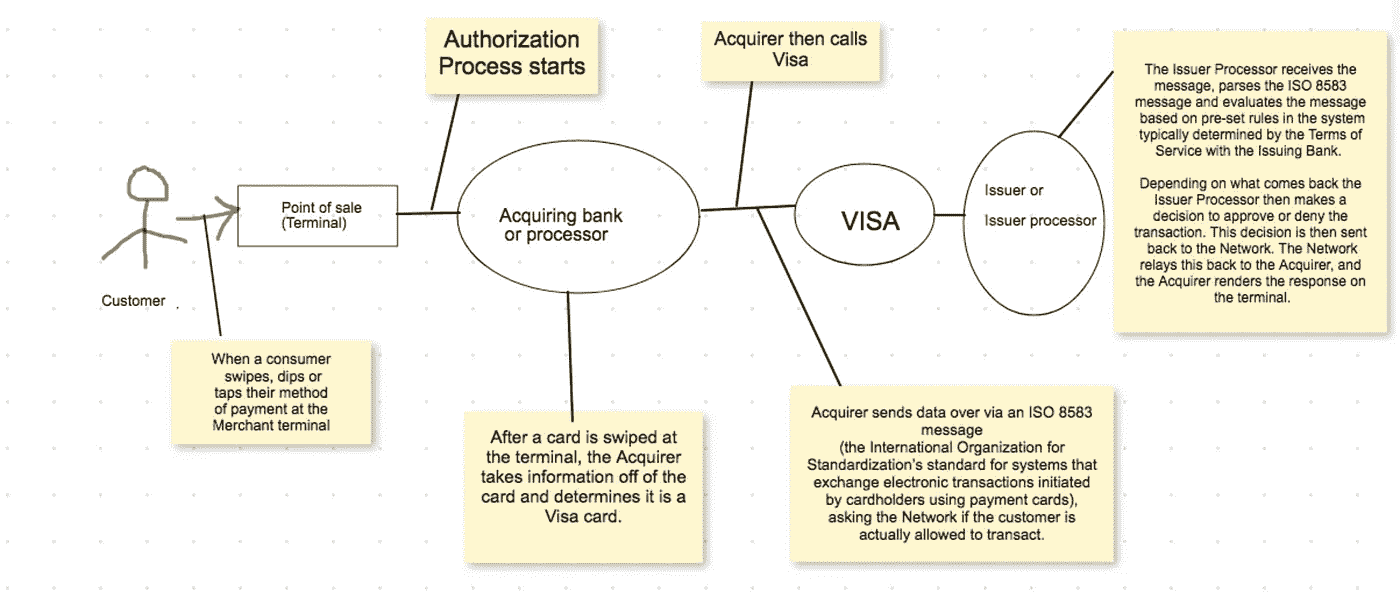 Authorization
Process starts
Acquirer then calls
Visa
The Issuer Processor receives the
message, parses the ISO 8583
message and evaluates the message
based on pre-set rules in the system
typically determined by the Terms of
Service with the Issuing Bank.
Depending on what comes back the
Issuer Processor then makes a
decision to approve or deny the
transaction. This decision is then sent
back to the Network. The Network
relays this back to the Acquirer, and
the Acquirer renders the response on
the terminal.
Customer
Point of sale
(Terminal)
Acquiring bank
or processor
VISA
Issuer or
Issuer processor
When a consumer
swipes, dips or
taps their method
of payment at the
Merchant terminal
After a card is swiped at
the terminal, the Acquirer
takes information off of the
card and determines it is a
Visa card.
Acquirer sends data over via an ISO 8583
message
(the International Organization for
Standardization's standard for systems that
exchange electronic transactions initiated
by cardholders using payment cards),
asking the Network if the customer is
actually allowed to transact.